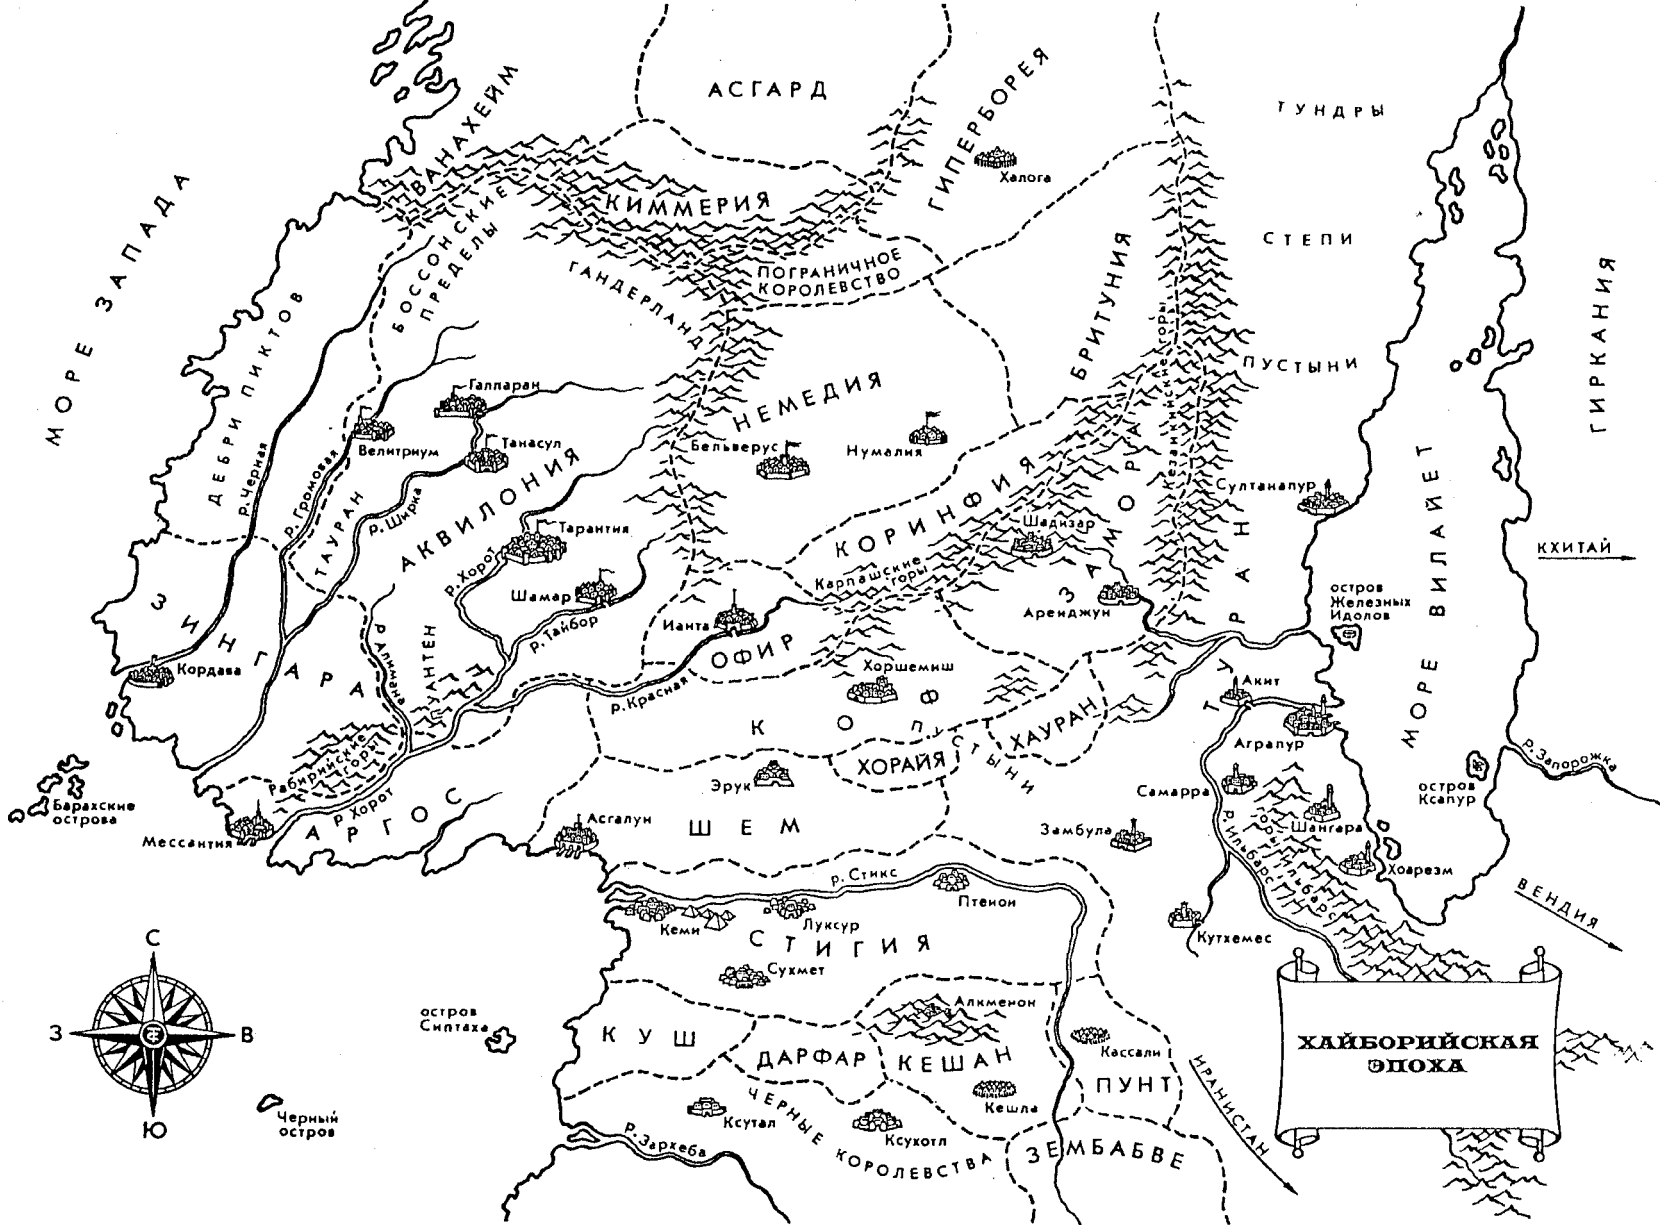 АСГАРД
ГИПЕРБОРЕЯ
ТУНДРЫ
ВАНАХЕЙМ
Халога
КИММЕРИЯ
МОРЕ ЗАПАДА
БОССОНСКИЕ
ПРЕДЕЛЫ
СТЕПИ
ПОГРАНИЧНОЕ
КОРОЛЕВСТВО
ГАНДЕРЛАНД
БРИТУНИЯ
ГИРКАНИЯ
ДЕБРИ ПИКТОВ
ПУСТЫНИ
Галпаран
НЕМЕДИЯ
Велитриум
Танасул
Бельверус
Нумалия
р. Черная
р. Громовая
ТАУРАН
р. Ширка
АКВИЛОНИЯ
КОРИНФИЯ
ЗАМОРА
Султанапур
МОРЕ ВИЛАЙЕТ
Тарантия
Шадизар
КХИТАЙ
р. Хорот
Карпашские
горы
Шамар
р. Тайбор
Ианта
Аренджун
остров
Железных
Идолов
ТУРАН
ЗИНГАРА
Кордава
р. Алимана
ПУАНТЕН
ОФИР
Хоршемиш
Акит
р. Красная
КОФ
ПУСТЫНИ
ХАУРАН
Аграпур
Рабирийские
горы
ХОРАЙЯ
р. Запорожка
Эрук
Самарра
остров
Ксапур
Барахские
острова
р. Хорот
АРГОС
Мессантия
Асгалун
ШЕМ
Замбула
Шангара
р. Ильбарс
горы Ильбарс
Хоарезм
р. Стикс
Птейон
ВЕНДИЯ
Кеми
Луксур
СТИГИЯ
Кутхемес
Сухмет
С
З
В
Ю
остров
Сиптаха
Алкменон
КУШ
ДАРФАР
КЕШАН
Кассали
ПУНТ
ХАЙБОРИЙСКАЯ
ЭПОХА
ИРАНИСТАН
Черный
остров
Ксутал
ЧЕРНЫЕ КОРОЛЕВСТВА
Ксухотл
Кешла
р. Зархеба
ЗЕМБАБВЕ